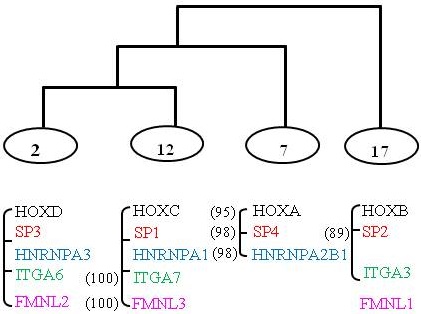 2 12 7 17
HOXD HOXC (95) HOXA HOXB
SP3 SP1 (98) SP4 (89) SP2
HNRNPA3 HNRNPA1 (98) HNRNPA2B1
ITGA6 (100) ITGA7 ITGA3
FMNL2 (100) FMNL3 FMNL1